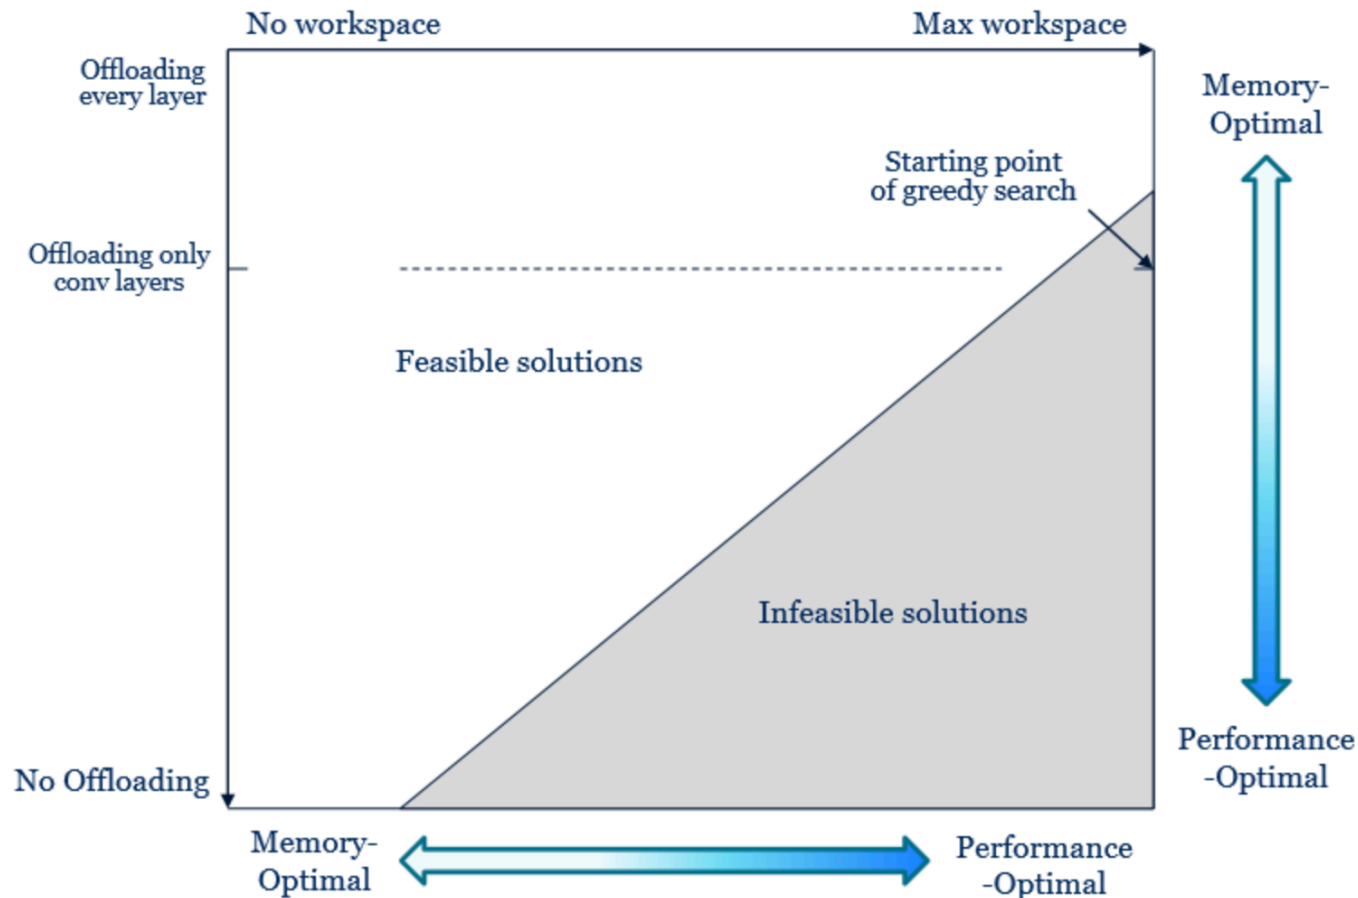 No workspace
Max workspace
Offloading
every layer
Memory-
Optimal
Starting point
of greedy search
Offloading only
conv layers
Feasible solutions
Infeasible solutions
Performance
-Optimal
No Offloading
Memory-
Optimal
Performance
-Optimal